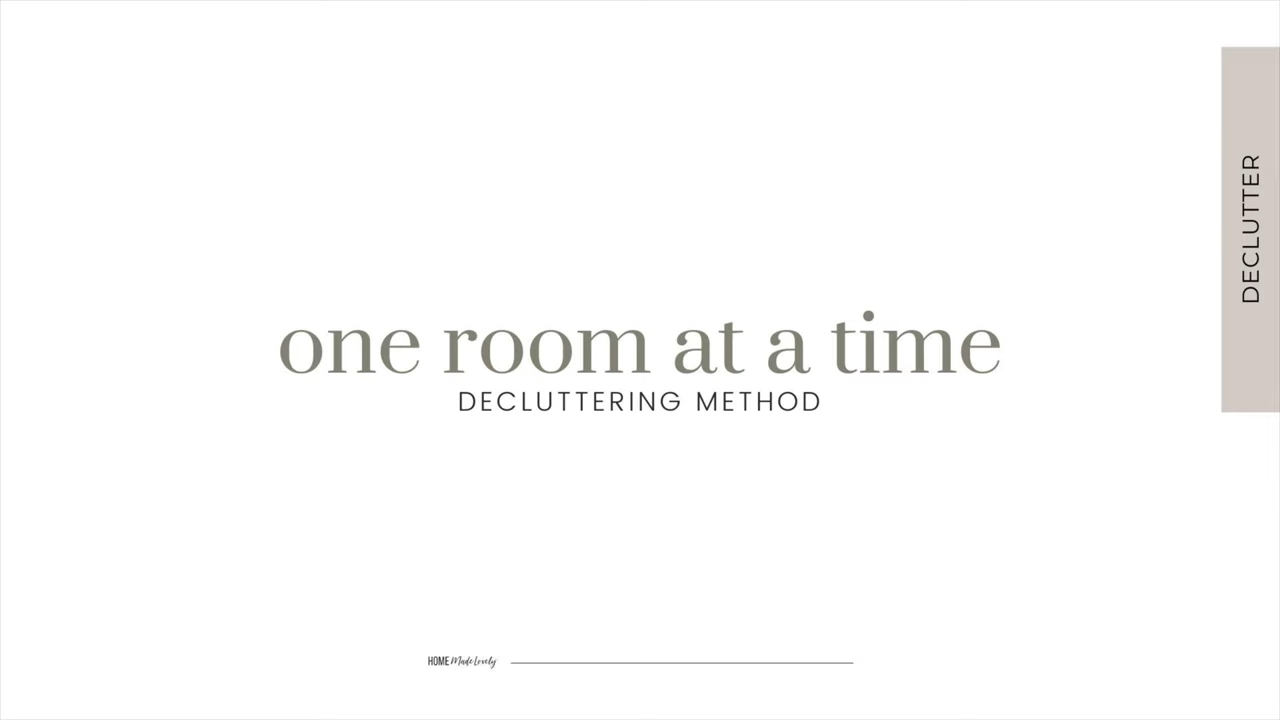 one room at a time
DECLUTTERING METHOD
DECLUTTER
HOME Made Lovely